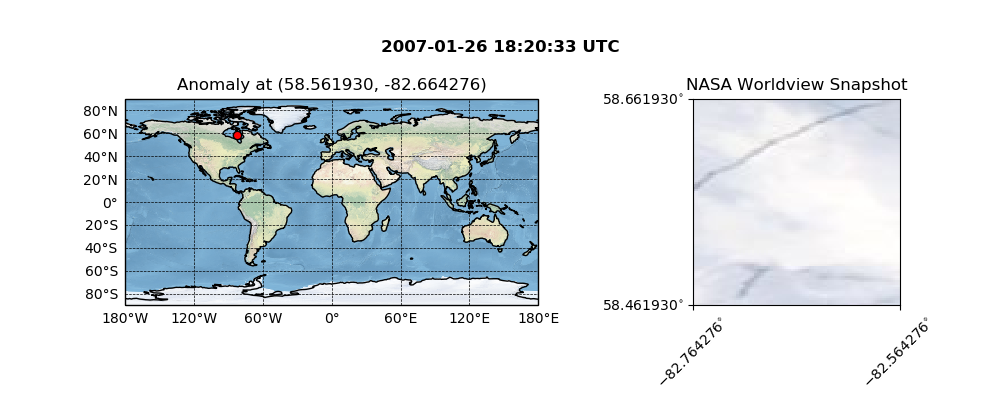 2007-01-26 18:20:33 UTC
Anomaly at (58.561930, -82.664276)
NASA Worldview Snapshot
80°N
60°N
40°N
20°N
0°
20°S
40°S
60°S
80°S
180°W 120°W 60°W 0° 60°E 120°E 180°E
58.661930°
58.461930°
−82.764276°
−82.564276°